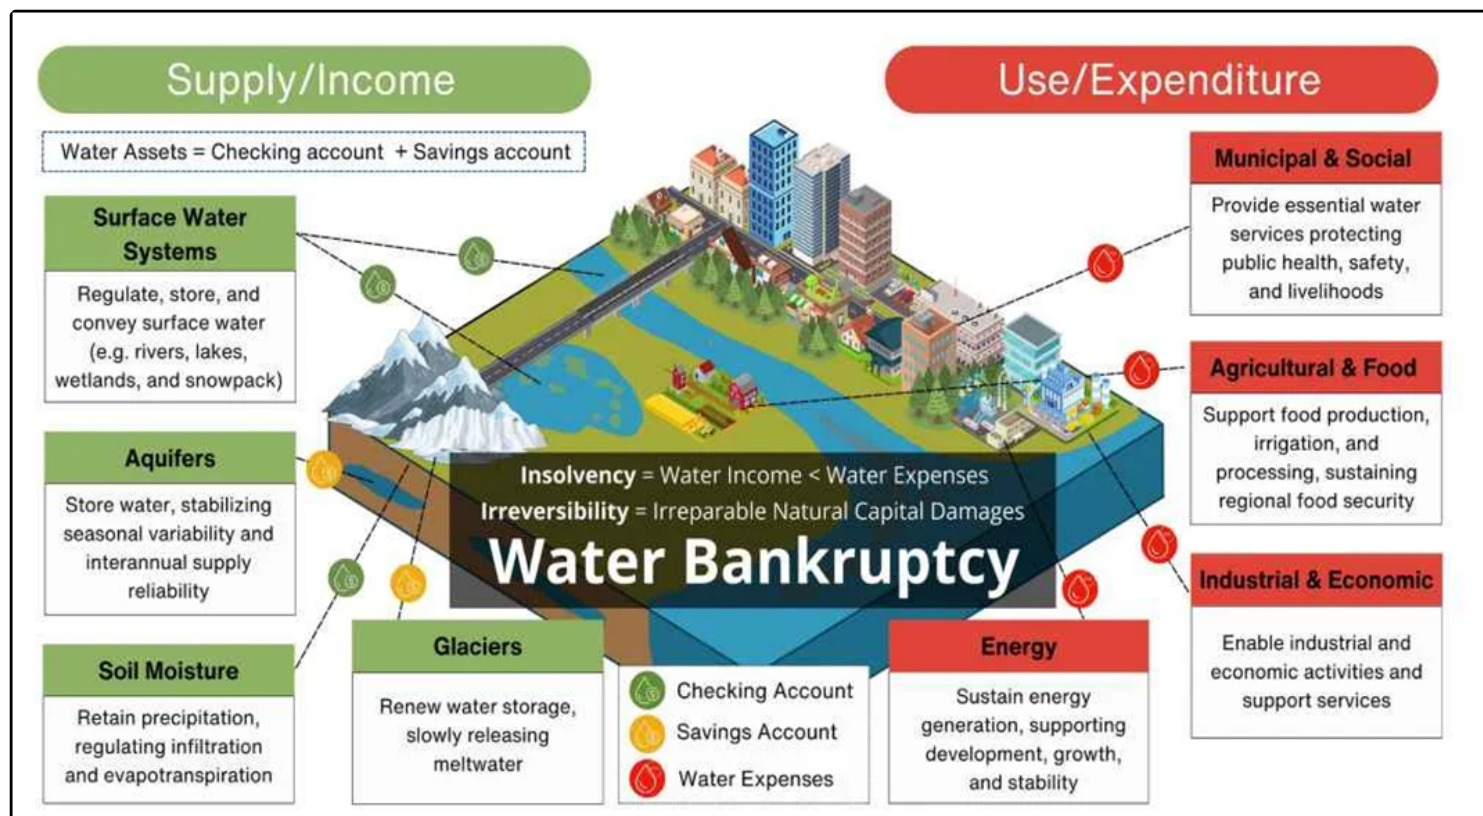 Supply/Income
Use/Expenditure
Water Assets = Checking account + Savings account
Surface Water
Systems
Regulate, store, and
convey surface water
(e.g. rivers, lakes,
wetlands, and snowpack)
Aquifers
Store water, stabilizing
seasonal variability and
interannual supply
reliability
Soil Moisture
Retain precipitation,
regulating infiltration
and evapotranspiration
Glaciers
Renew water storage,
slowly releasing
meltwater
Insolvency = Water Income < Water Expenses
Irreversibility = Irreparable Natural Capital Damages
Water Bankruptcy
Checking Account
Savings Account
Water Expenses
Municipal & Social
Provide essential water
services protecting
public health, safety,
and livelihoods
Agricultural & Food
Support food production,
irrigation, and
processing, sustaining
regional food security
Industrial & Economic
Enable industrial and
economic activities and
support services
Energy
Sustain energy
generation, supporting
development, growth,
and stability